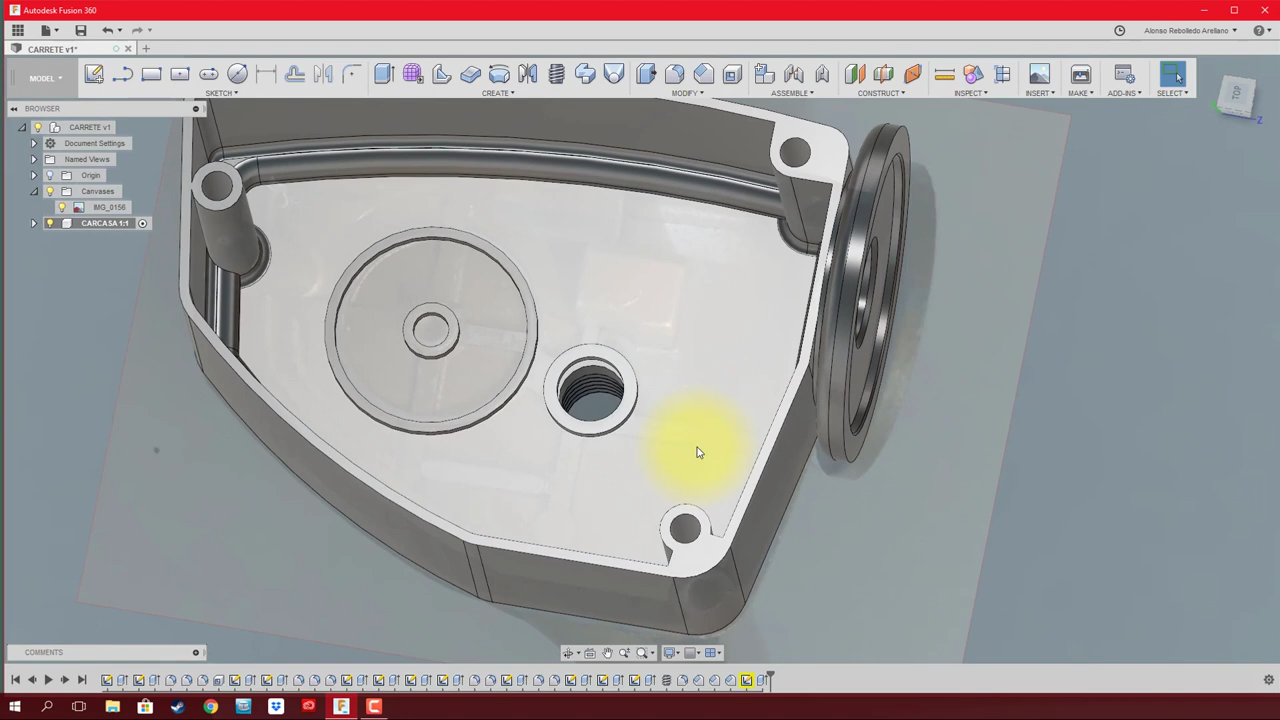 Autodesk Fusion 360
Alonso Rebolledo Arellano
CARRETE v1*
MODEL
SKETCH
CREATE
MODIFY
ASSEMBLE
CONSTRUCT
INSPECT
INSERT
MAKE
ADD-INS
SELECT
TOP
Z
BROWSER
CARRETE v1
Document Settings
Named Views
Origin
Canvases
IMG_0156
CARCASA 1:1
COMMENTS